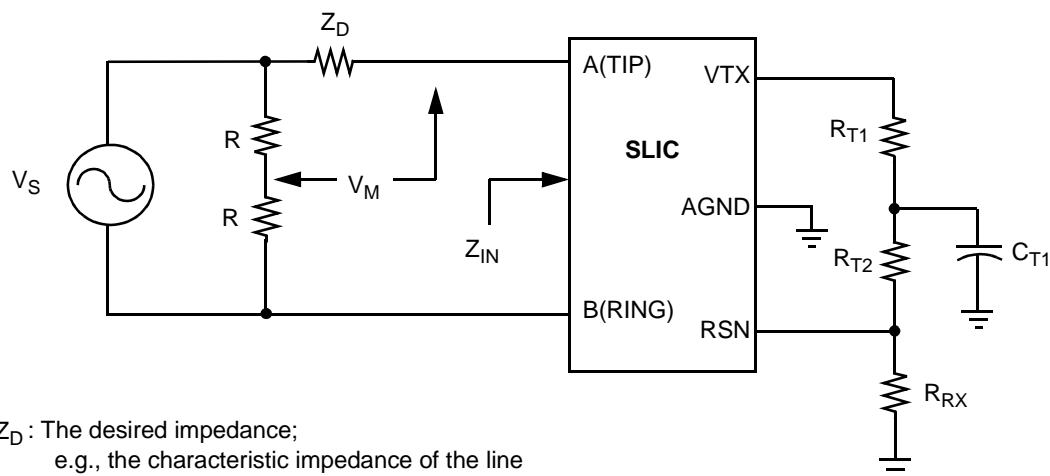 Z_D
A(TIP)
VTX
R
R_T1
SLIC
V_S
V_M
R
AGND
Z_IN
R_T2
C_T1
B(RING)
RSN
R_RX
Z_D : The desired impedance;
e.g., the characteristic impedance of the line